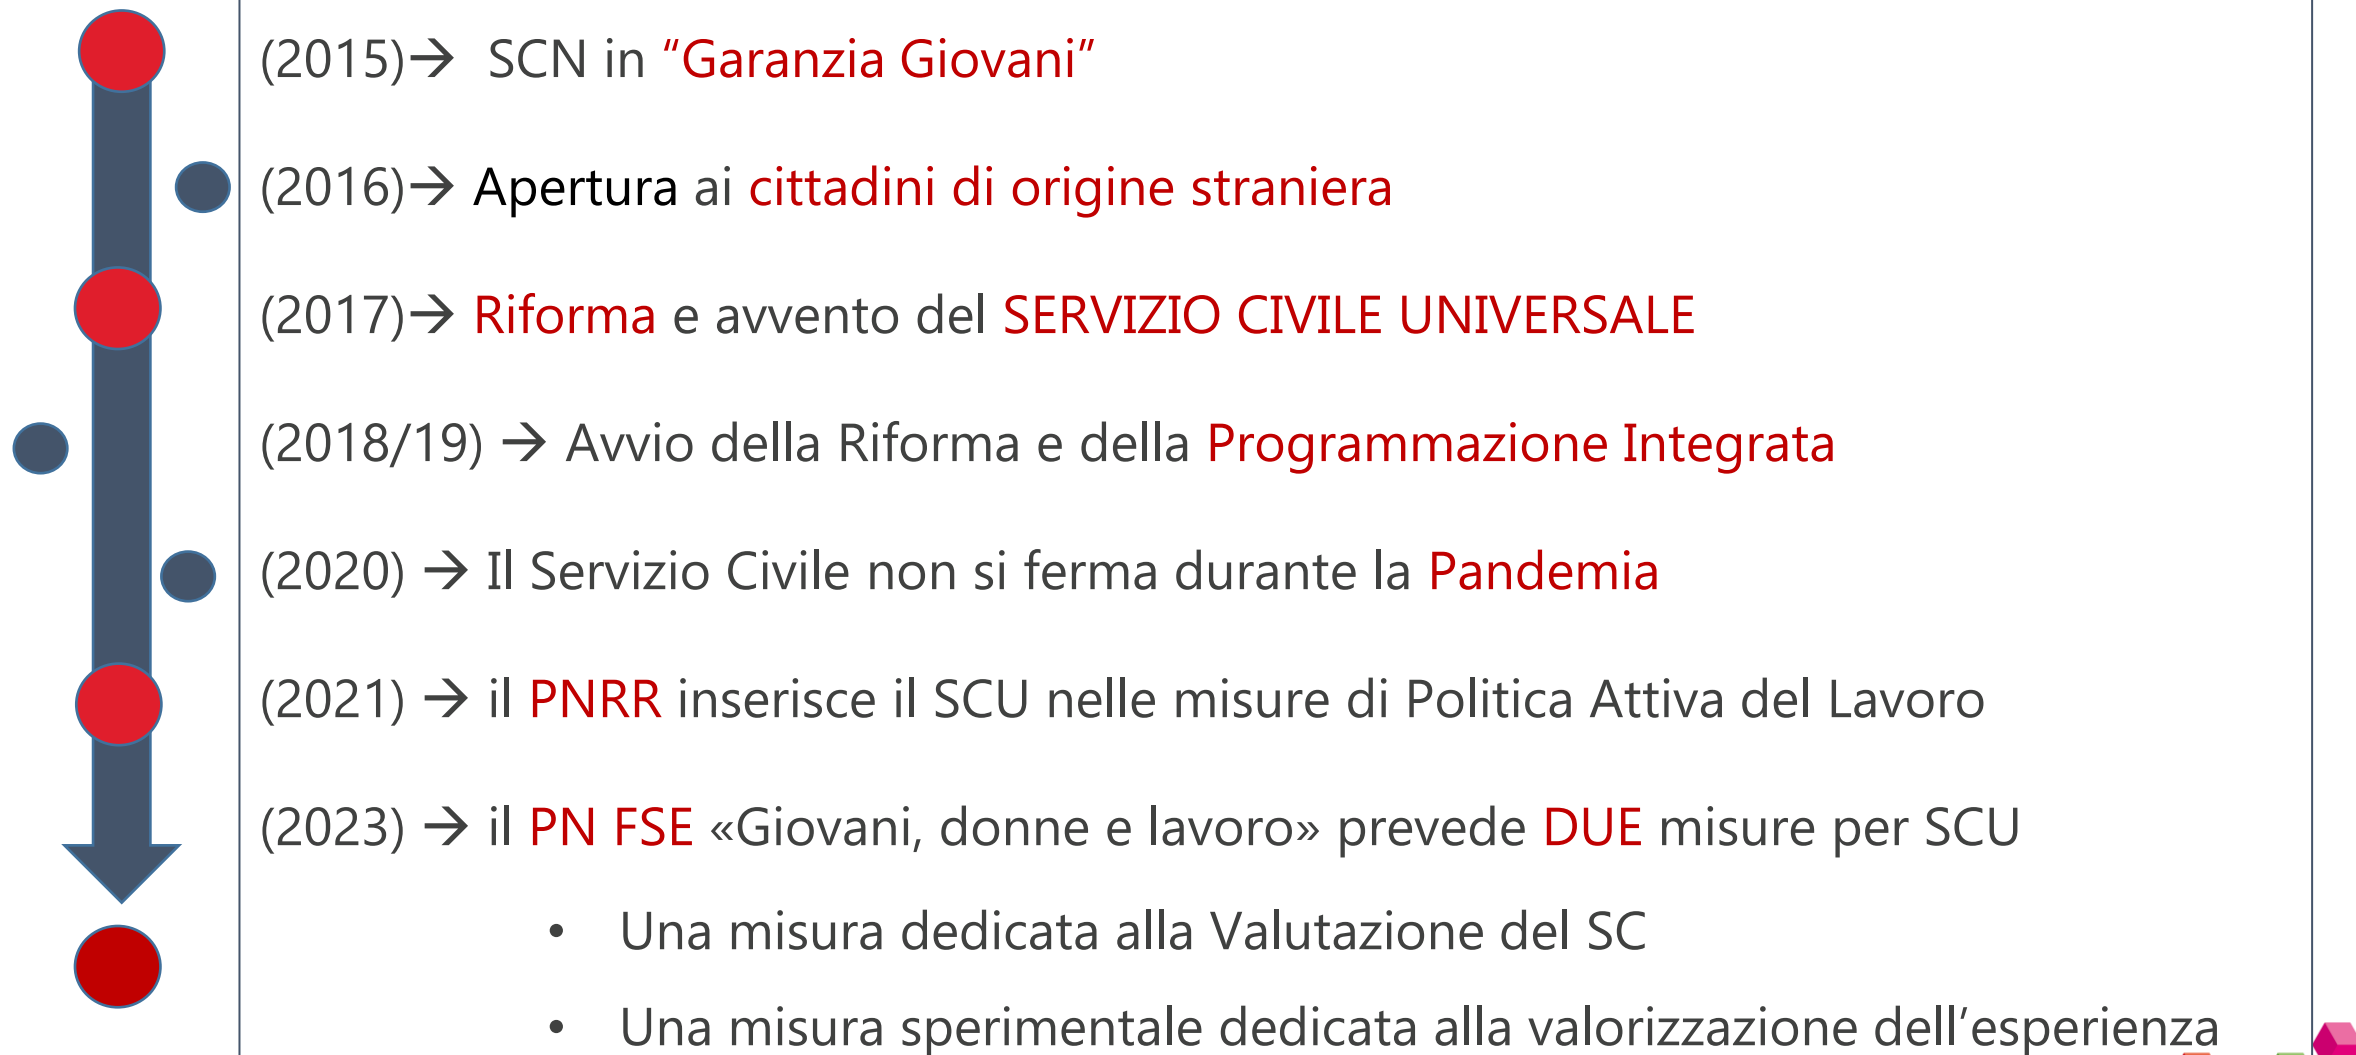 (2015)→ SCN in “Garanzia Giovani”
(2016)→ Apertura ai cittadini di origine straniera
(2017)→ Riforma e avvento del SERVIZIO CIVILE UNIVERSALE
(2018/19) → Avvio della Riforma e della Programmazione Integrata
(2020) → Il Servizio Civile non si ferma durante la Pandemia
(2021) → il PNRR inserisce il SCU nelle misure di Politica Attiva del Lavoro
(2023) → il PN FSE «Giovani, donne e lavoro» prevede DUE misure per SCU
• Una misura dedicata alla Valutazione del SC
• Una misura sperimentale dedicata alla valorizzazione dell’esperienza